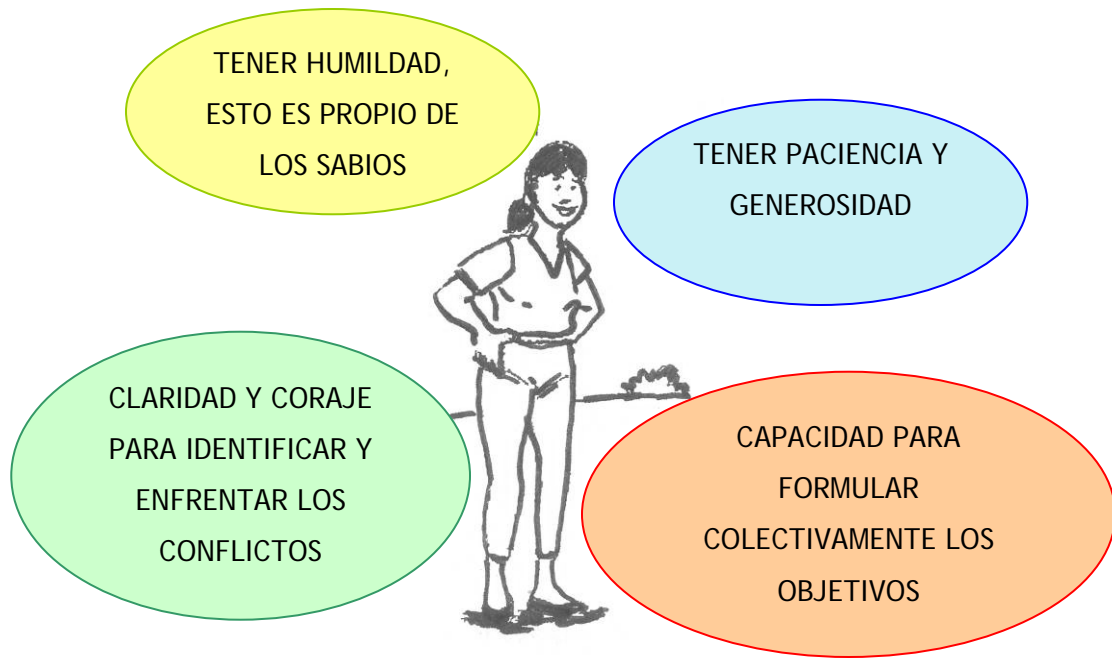 TENER HUMILDAD,
ESTO ES PROPIO DE
LOS SABIOS
TENER PACIENCIA Y
GENEROSIDAD
CLARIDAD Y CORAJE
PARA IDENTIFICAR Y
ENFRENTAR LOS
CONFLICTOS
CAPACIDAD PARA
FORMULAR
COLECTIVAMENTE LOS
OBJETIVOS